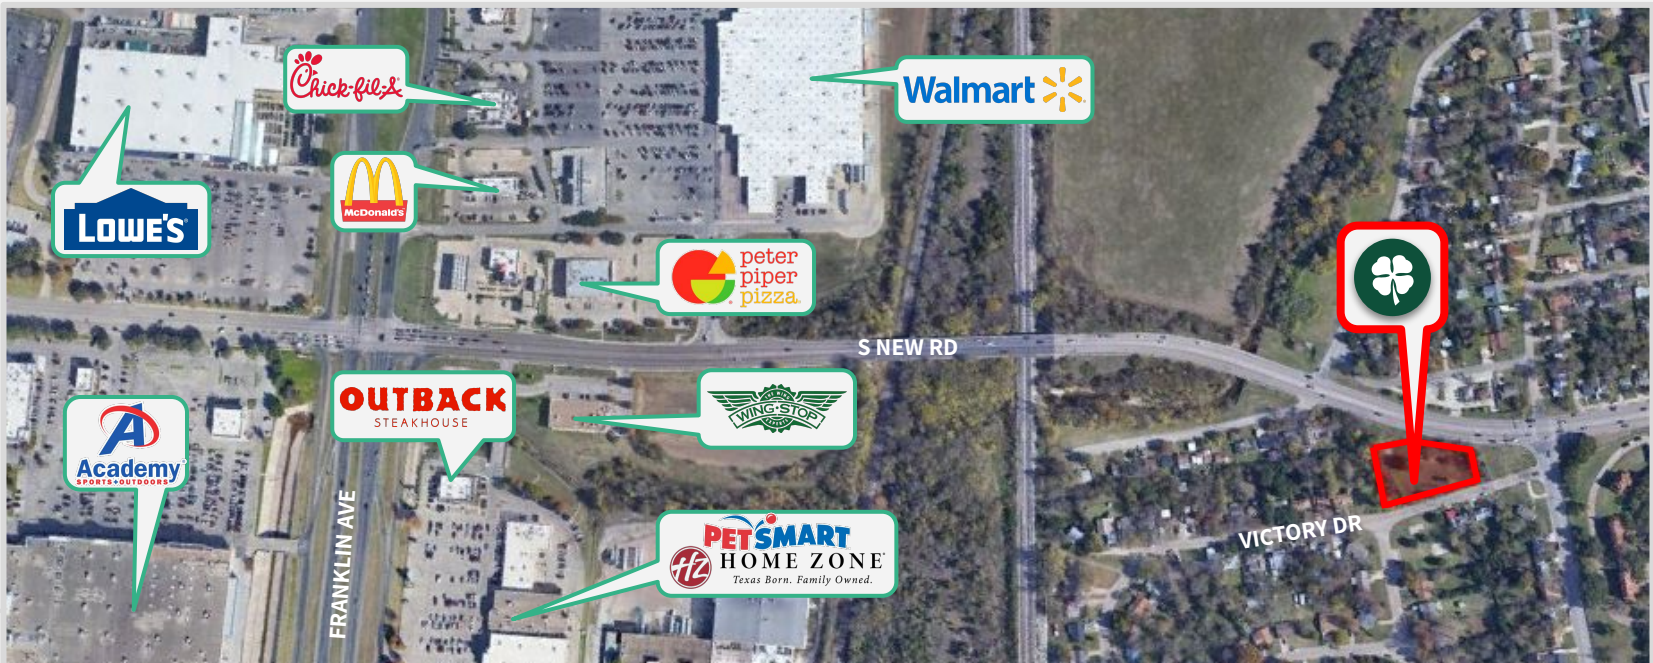 Chick-fil-A
Walmart
McDonald's
LOWE'S
peter
piper
pizza
S NEW RD
OUTBACK
STEAKHOUSE
WING·STOP
Academy
SPORTS+OUTDOORS
FRANKLIN AVE
PETSMART
HZ HOME ZONE
Texas Born. Family Owned.
VICTORY DR